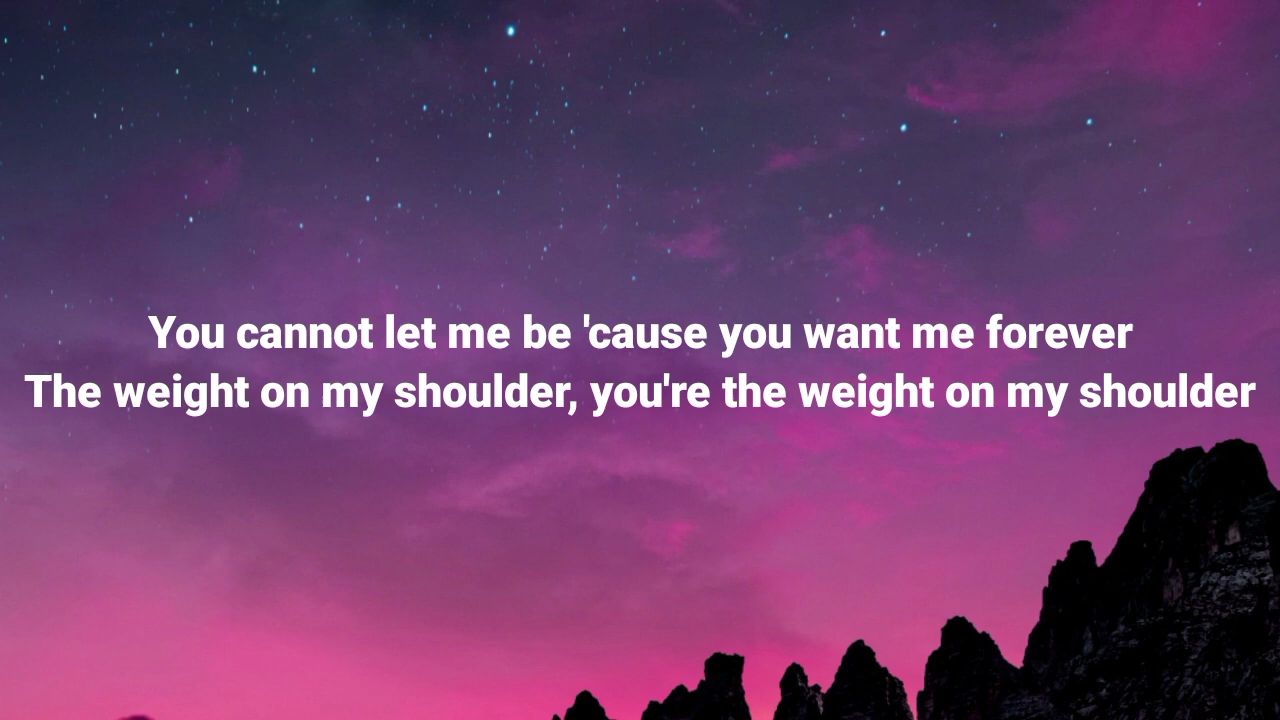 You cannot let me be 'cause you want me forever
The weight on my shoulder, you're the weight on my shoulder